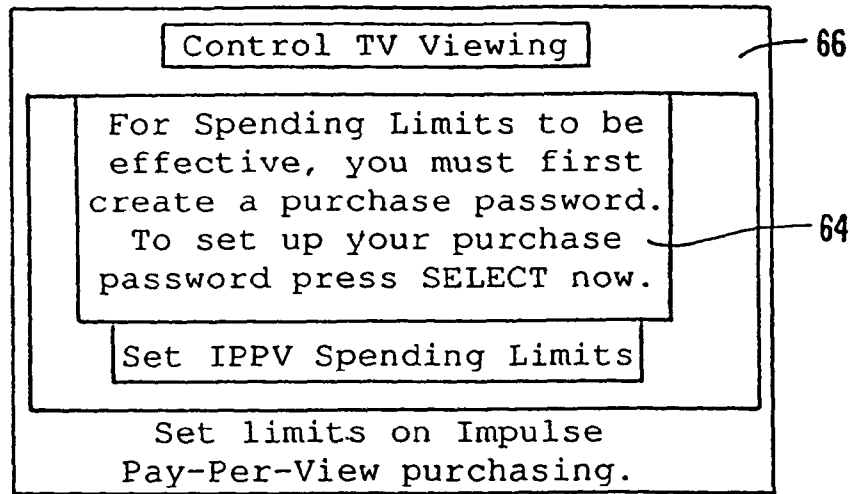 Control TV Viewing
66
For Spending Limits to be
effective, you must first
create a purchase password.
To set up your purchase
64
password press SELECT now.
Set IPPV Spending Limits
Set limits on Impulse
Pay-Per-View purchasing.